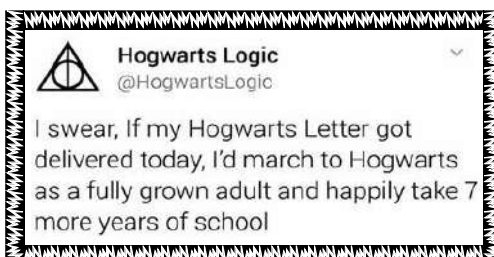 Hogwarts Logic
@HogwartsLogic
I swear, If my Hogwarts Letter got
delivered today, I'd march to Hogwarts
as a fully grown adult and happily take 7
more years of school